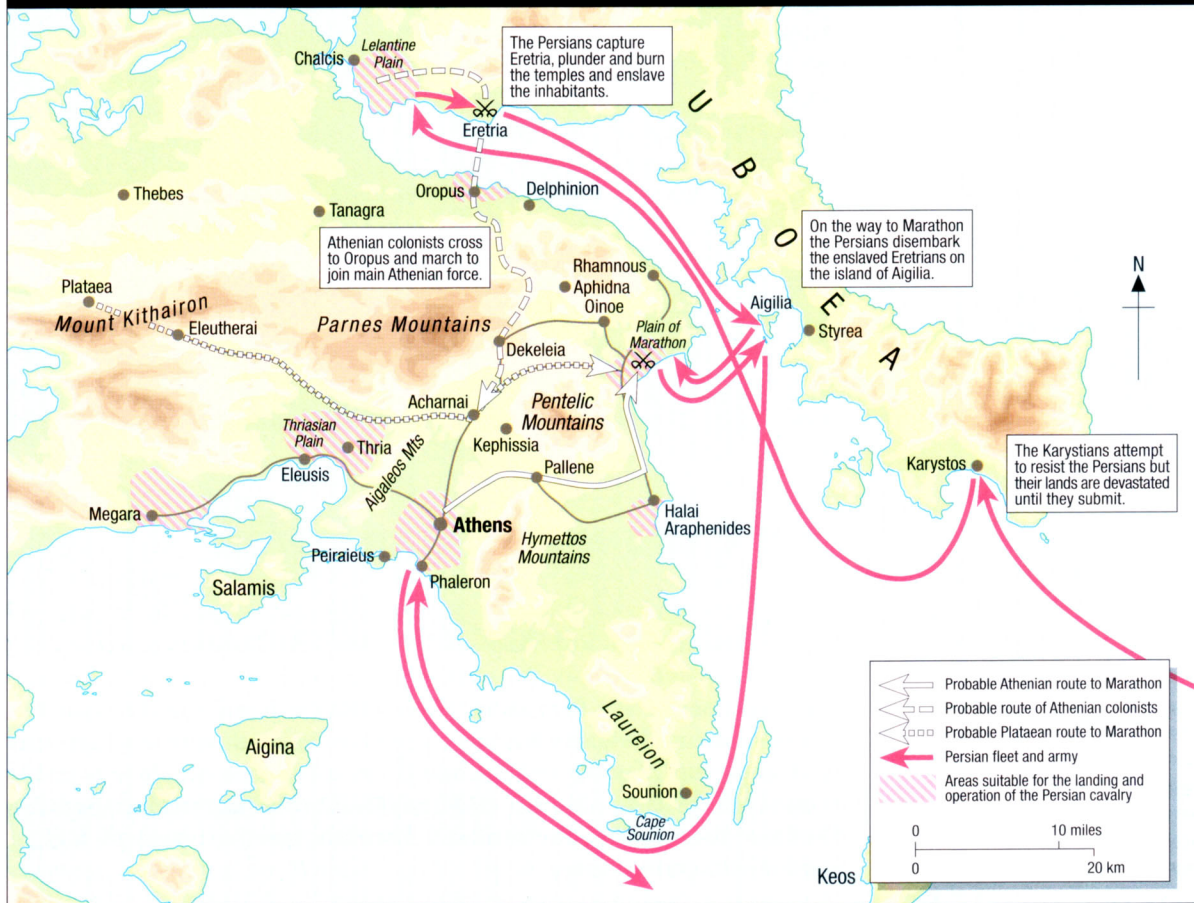 Chalcis
Lelantine
Plain
The Persians capture
Eretria, plunder and burn
the temples and enslave
the inhabitants.
Eretria
U
B
O
E
A
Thebes
Tanagra
Oropus
Delphinion
Athenian colonists cross
to Oropus and march to
join main Athenian force.
On the way to Marathon
the Persians disembark
the enslaved Eretrians on
the island of Aigilia.
N
Plataea
Mount Kithairon
Eleutherai
Parnes Mountains
Rhamnous
Aphidna
Oinoe
Plain of
Marathon
Aigilia
Styrea
Dekeleia
Acharnai
Pentelic
Mountains
Kephissia
Thriasian
Plain
Thria
Eleusis
Aigaleos Mts
Pallene
Megara
Athens
Hymettos
Mountains
Halai
Araphenides
Karystos
The Karystians attempt
to resist the Persians but
their lands are devastated
until they submit.
Peiraieus
Phaleron
Salamis
Aigina
Laureion
Sounion
Cape
Sounion
Keos
Probable Athenian route to Marathon
Probable route of Athenian colonists
Probable Plataean route to Marathon
Persian fleet and army
Areas suitable for the landing and
operation of the Persian cavalry
0 10 miles
0 20 km